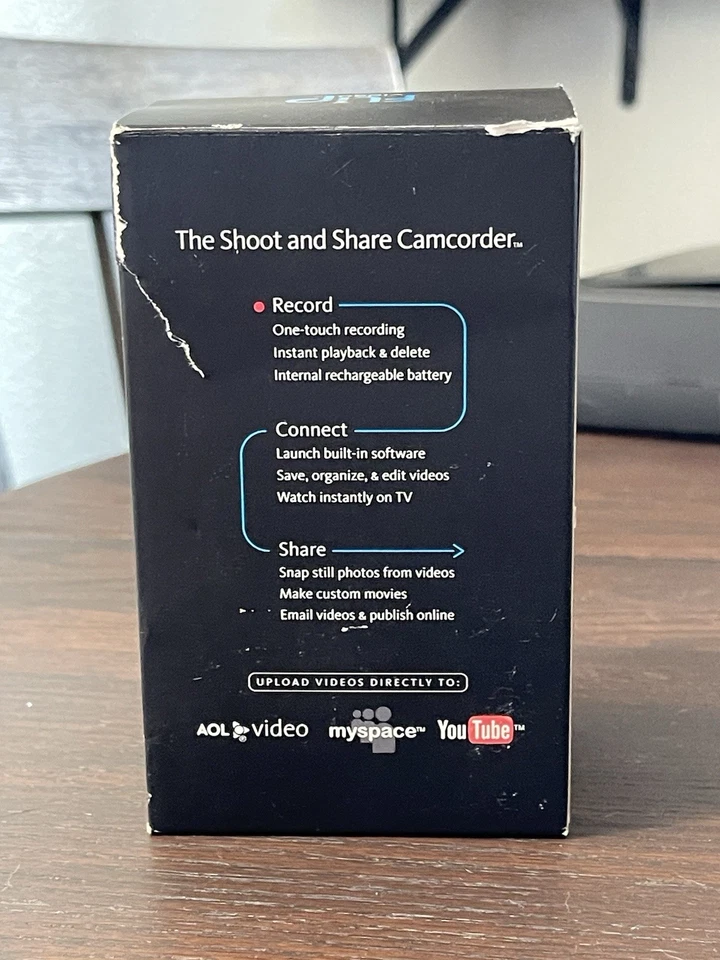 flip
The Shoot and Share Camcorder™
Record
One-touch recording
Instant playback & delete
Internal rechargeable battery
Connect
Launch built-in software
Save, organize, & edit videos
Watch instantly on TV
Share
Snap still photos from videos
Make custom movies
Email videos & publish online
UPLOAD VIDEOS DIRECTLY TO:
AOL video myspace™ YouTube™